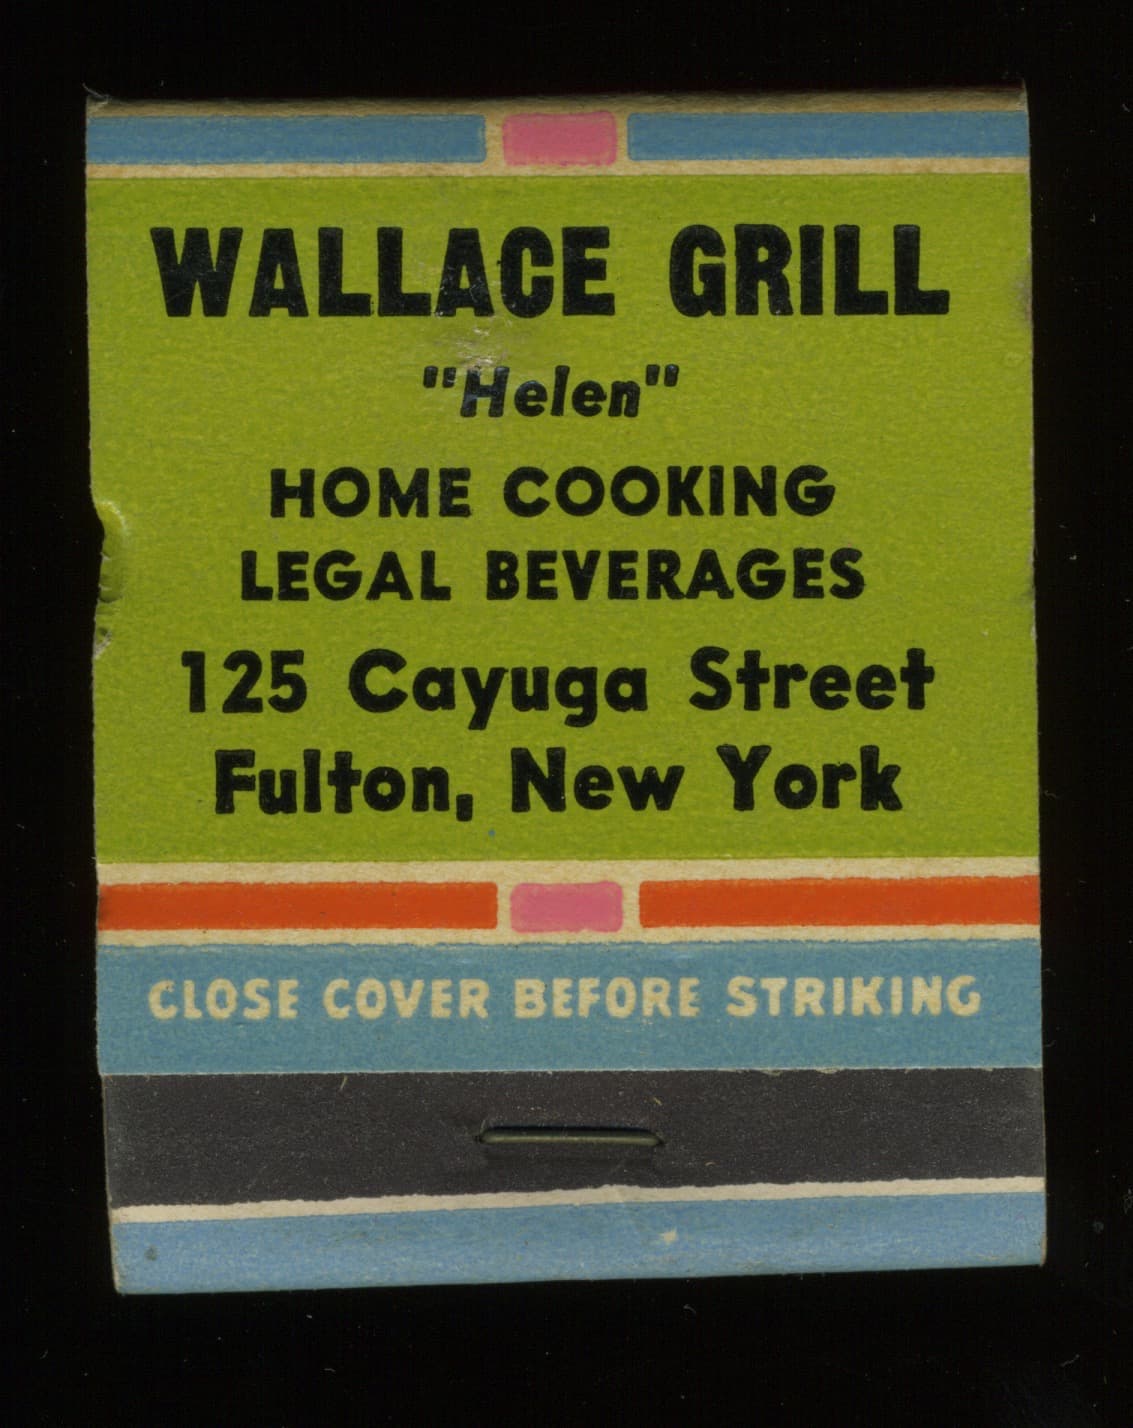 WALLACE GRILL
"Helen"
HOME COOKING
LEGAL BEVERAGES
125 Cayuga Street
Fulton, New York
CLOSE COVER BEFORE STRIKING